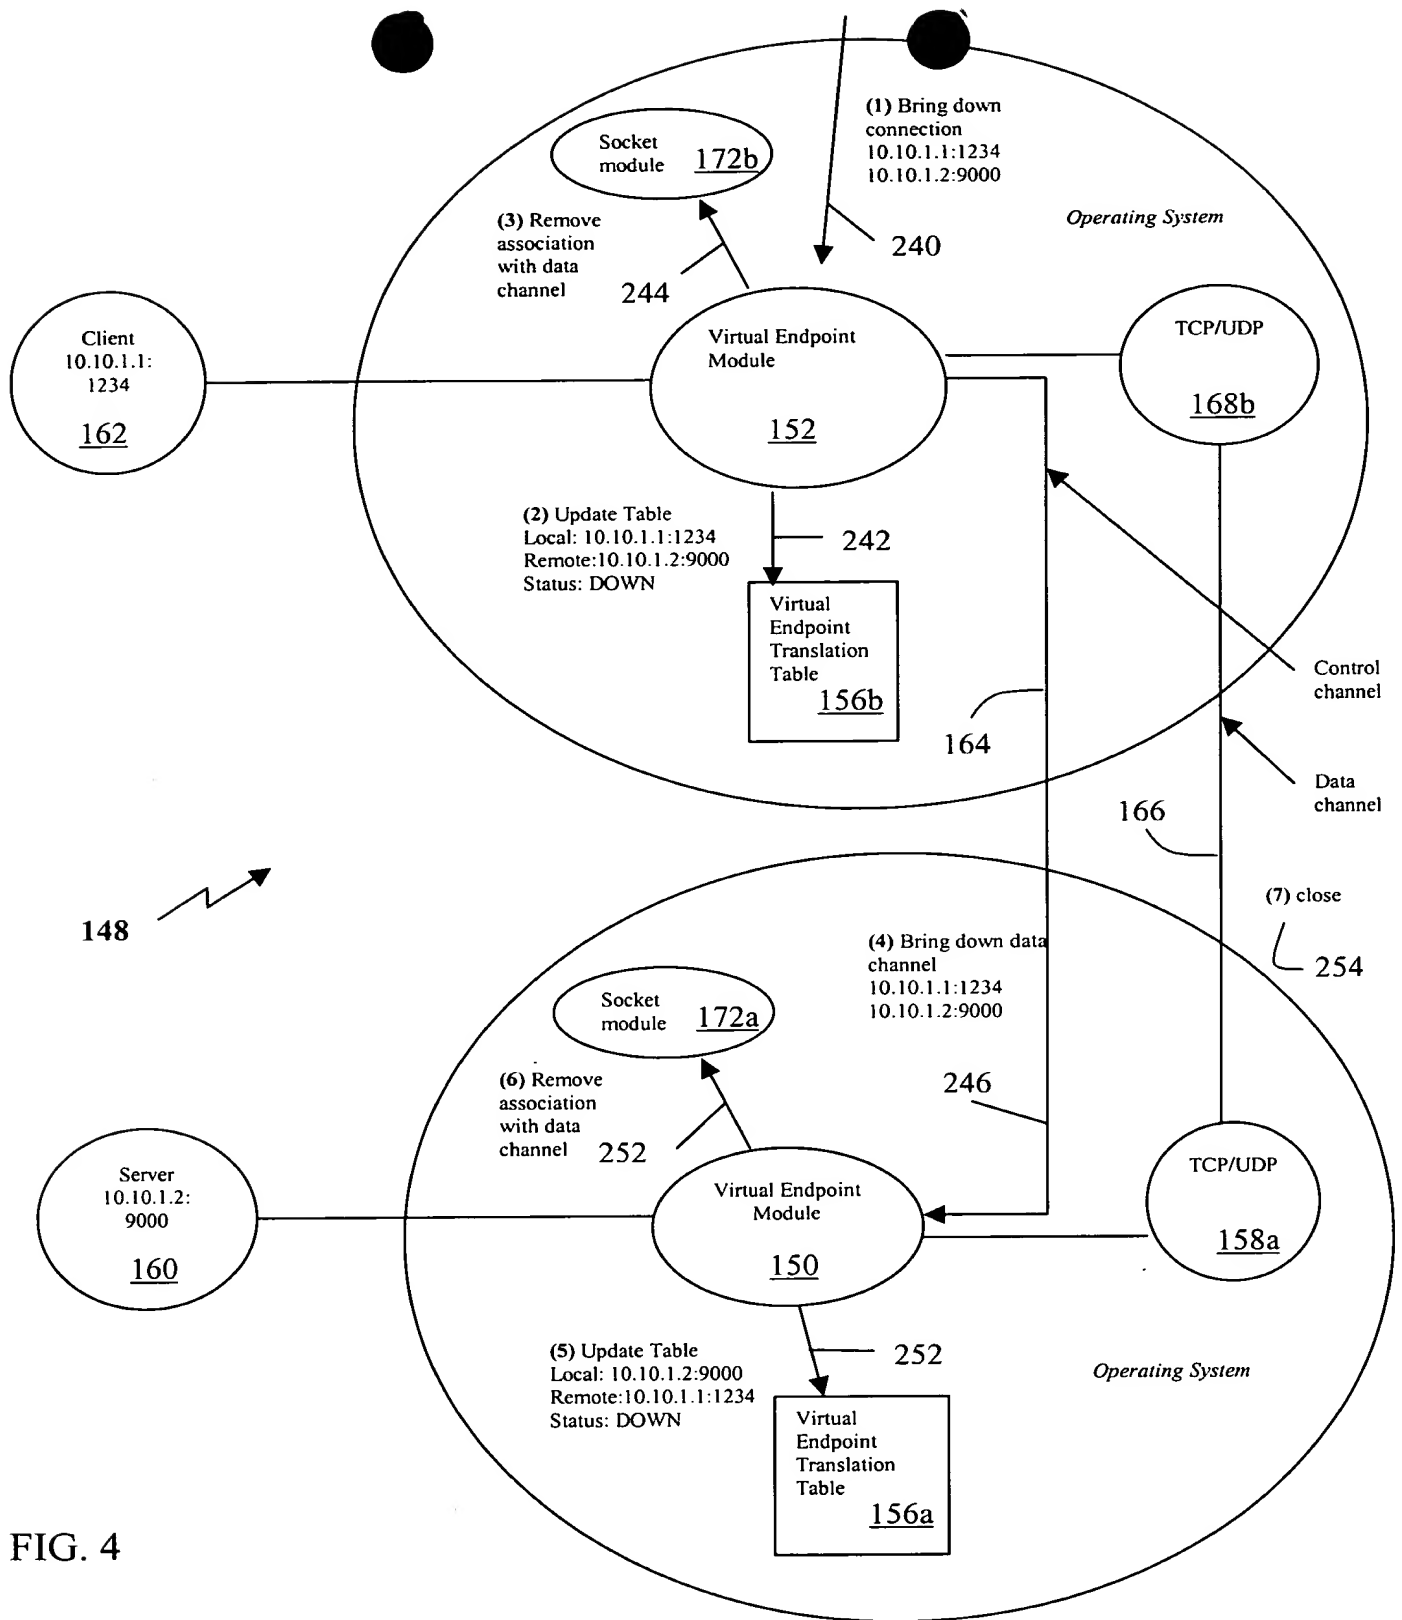 (1) Bring down
connection
10.10.1.1:1234
10.10.1.2:9000
Socket
module 172b
Operating System
(3) Remove
association
with data
channel
240
244
Client
10.10.1.1:
1234
162
Virtual Endpoint
Module
152
TCP/UDP
168b
(2) Update Table
Local: 10.10.1.1:1234
Remote:10.10.1.2:9000
Status: DOWN
242
Virtual
Endpoint
Translation
Table
156b
Control
channel
164
Data
channel
166
148
(7) close
254
(4) Bring down data
channel
10.10.1.1:1234
10.10.1.2:9000
Socket
module 172a
(6) Remove
association
with data
channel
252
246
Server
10.10.1.2:
9000
160
Virtual Endpoint
Module
150
TCP/UDP
158a
(5) Update Table
Local: 10.10.1.2:9000
Remote:10.10.1.1:1234
Status: DOWN
252
Operating System
Virtual
Endpoint
Translation
Table
156a
FIG. 4